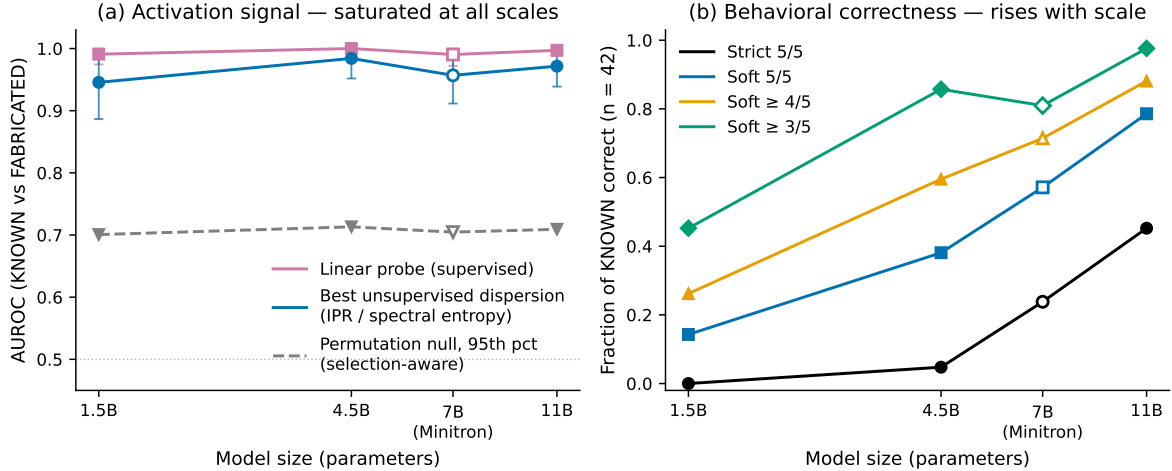 (a) Activation signal — saturated at all scales
AUROC (KNOWN vs FABRICATED)
1.0
0.9
0.8
0.7
0.6
0.5
Linear probe (supervised)
Best unsupervised dispersion
(IPR / spectral entropy)
Permutation null, 95th pct
(selection-aware)
1.5B
4.5B
7B
(Minitron)
11B
Model size (parameters)
(b) Behavioral correctness — rises with scale
Fraction of KNOWN correct (n = 42)
1.0
0.8
0.6
0.4
0.2
0.0
Strict 5/5
Soft 5/5
Soft ≥ 4/5
Soft ≥ 3/5
1.5B
4.5B
7B
(Minitron)
11B
Model size (parameters)